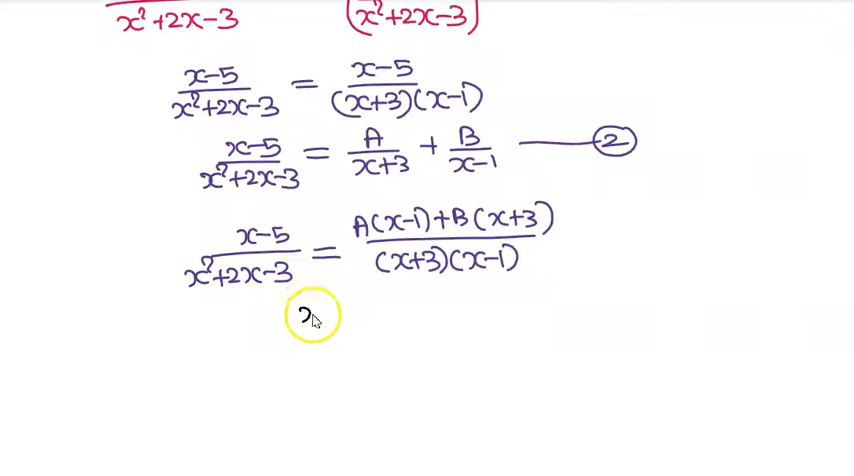 x²+2x-3 (x²+2x-3)
x-5/x²+2x-3 = x-5/(x+3)(x-1)
x-5/x²+2x-3 = A/x+3 + B/x-1 —— ②
x-5/x²+2x-3 = A(x-1)+B(x+3)/(x+3)(x-1)
x